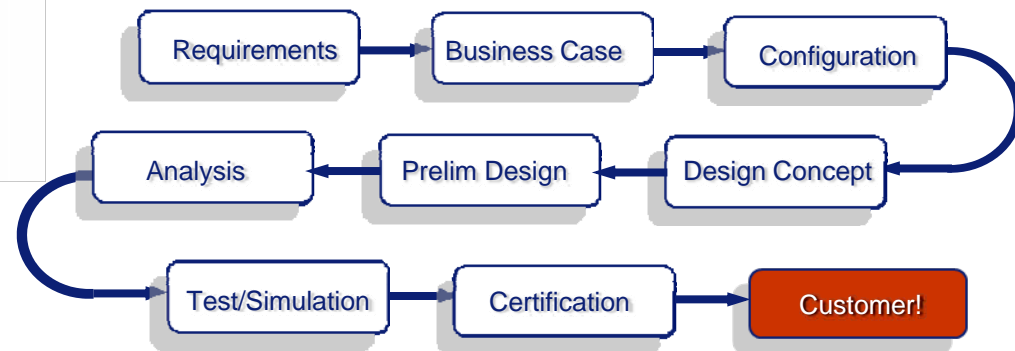 Requirements
Business Case
Configuration
Design Concept
Prelim Design
Analysis
Test/Simulation
Certification
Customer!